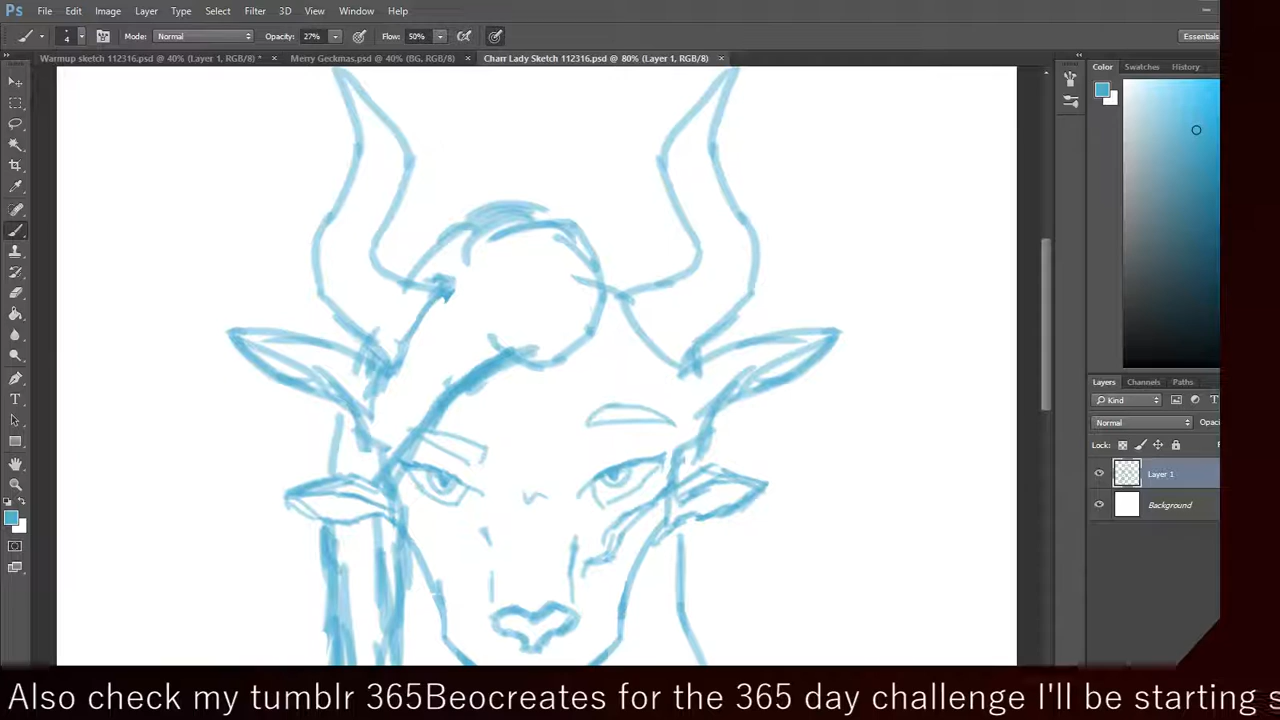 Ps File Edit Image Layer Type Select Filter 3D View Window Help
4 Mode: Normal Opacity: 27% Flow: 50% Essentials
Warmup sketch 112316.psd @ 40% (Layer 1, RGB/8) * × Merry Geckmas.psd @ 40% (BG, RGB/8) × Charr Lady Sketch 112316.psd @ 80% (Layer 1, RGB/8) ×
Color Swatches History
Layers Channels Paths
Kind
Normal Opac
Lock:
Layer 1
Background
Also check my tumblr 365Beocreates for the 365 day challenge I'll be starting s